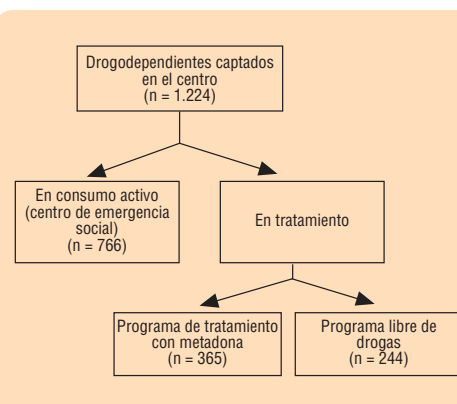 Drogodependientes captados
en el centro
(n = 1.224)
En consumo activo
(centro de emergencia
social)
(n = 766)
En tratamiento
Programa de tratamiento
con metadona
(n = 365)
Programa libre de
drogas
(n = 244)